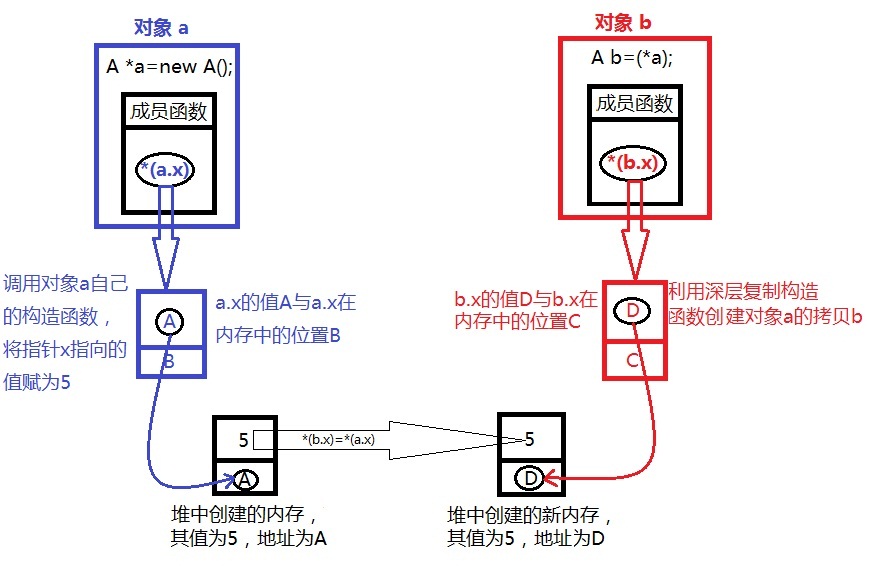 对象 a
A *a=new A();
成员函数
*(a.x)
调用对象a自己
的构造函数，
将指针x指向的
值赋为5
A
B
a.x的值A与a.x在
内存中的位置B
对象 b
A b=(*a);
成员函数
*(b.x)
b.x的值D与b.x在
内存中的位置C
D
C
利用深层复制构造
函数创建对象a的拷贝b
5
*(b.x)=*(a.x)
5
A
D
堆中创建的内存，
其值为5，地址为A
堆中创建的新内存，
其值为5，地址为D